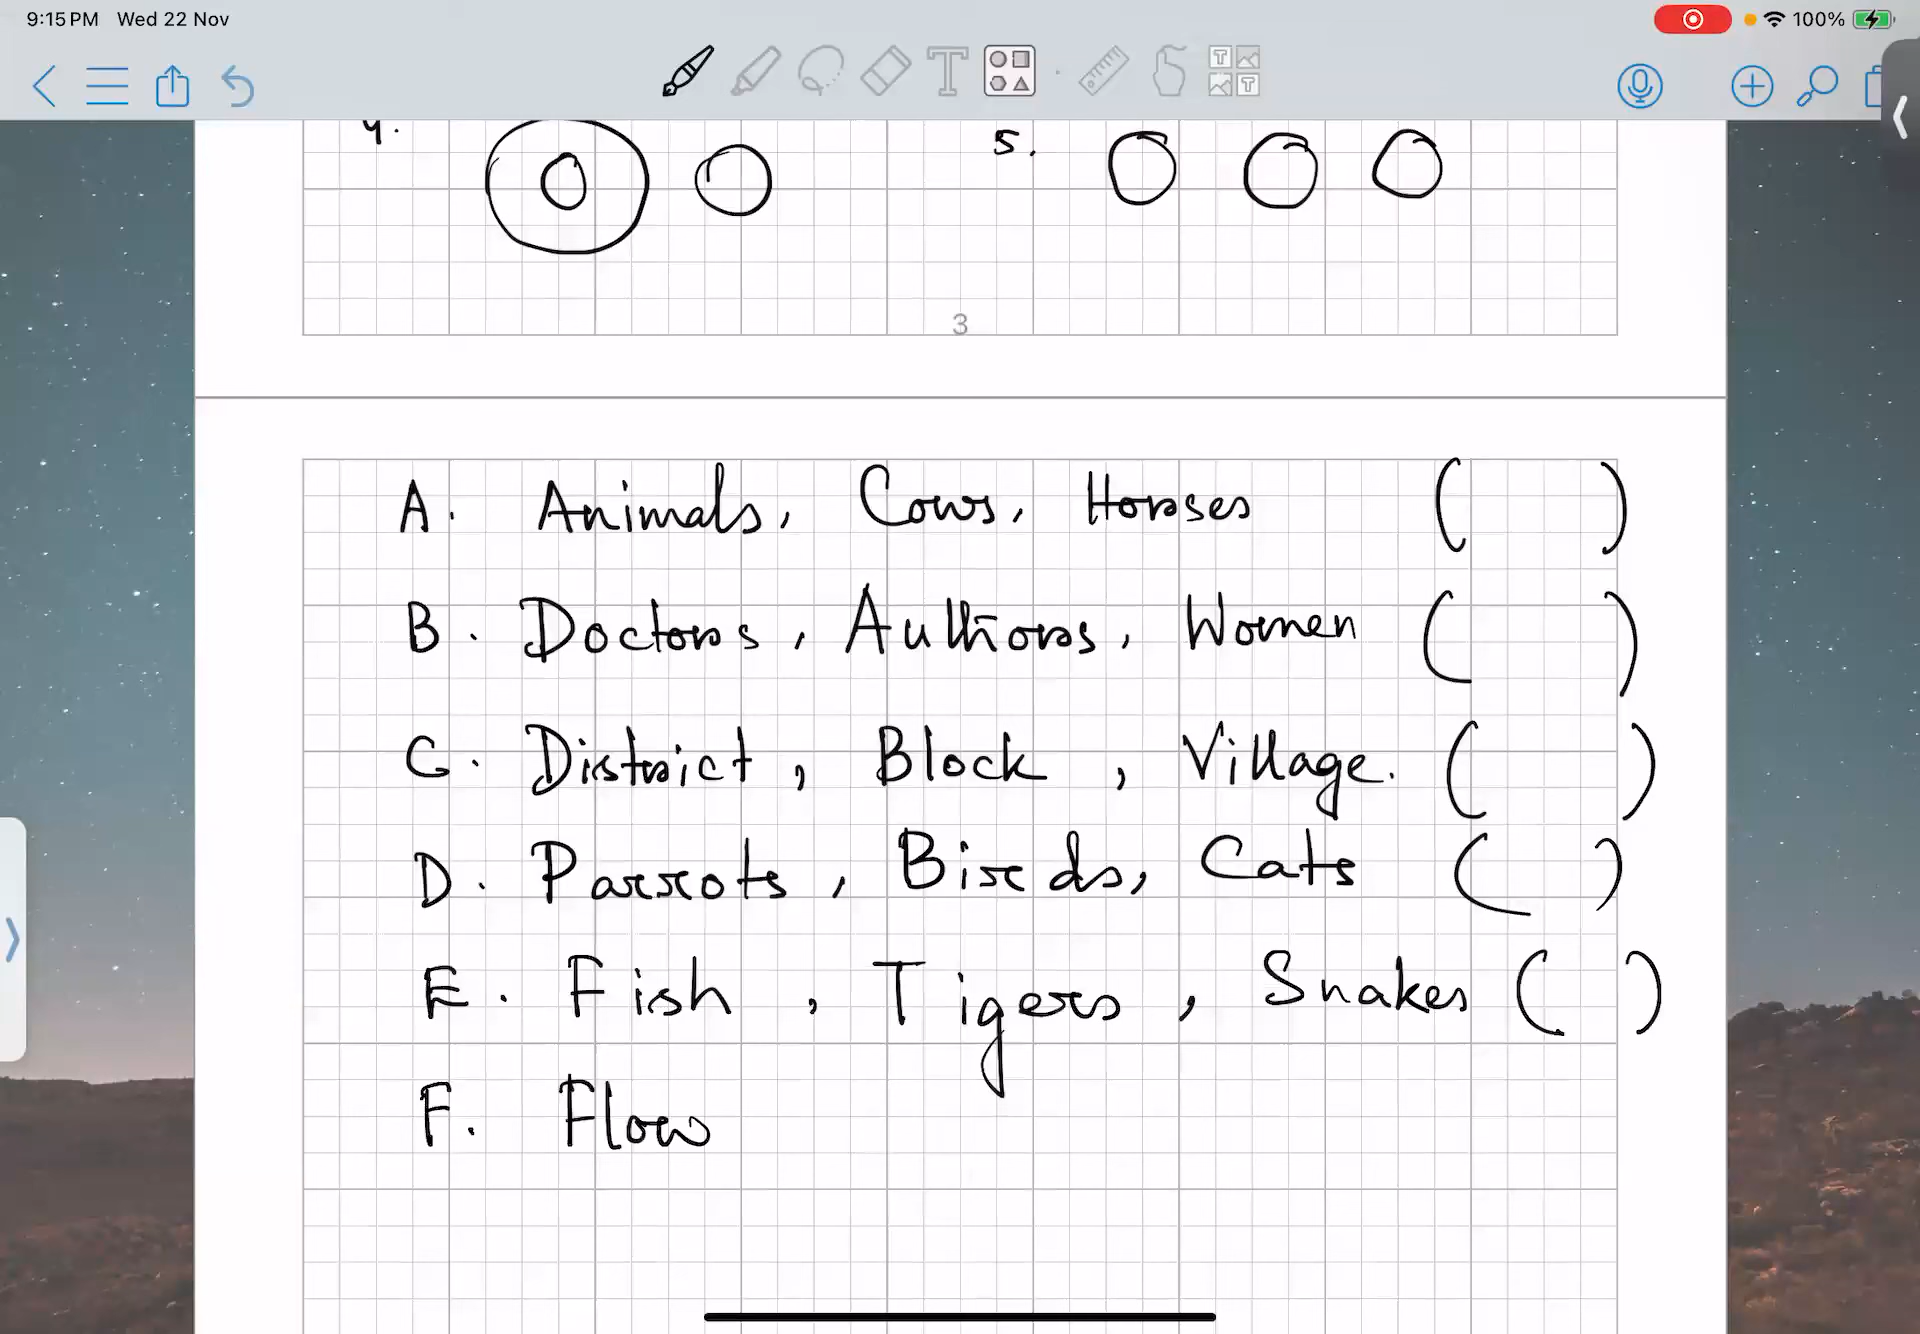 9:15 PM Wed 22 Nov
100%
4.
5.
3
A. Animals, Cows, Horses ( )
B. Doctors, Authors, Women ( )
C. District, Block, Village. ( )
D. Parrots, Birds, Cats ( )
E. Fish, Tigers, Snakes ( )
F. Flow